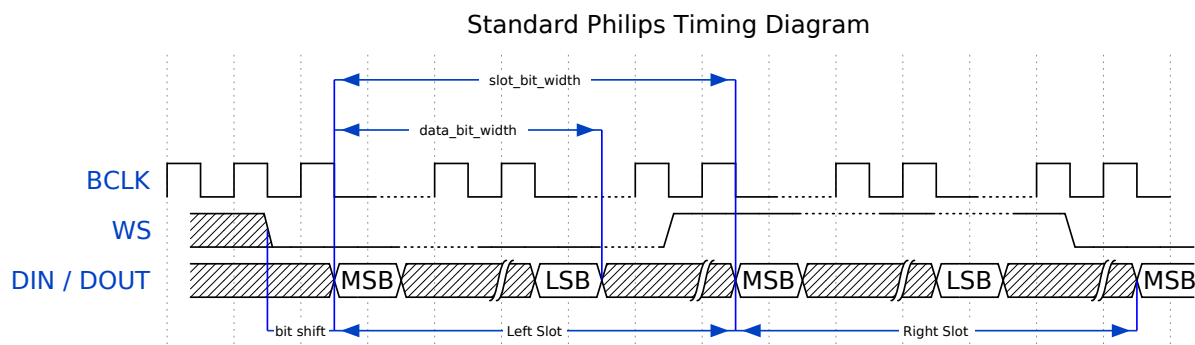 Standard Philips Timing Diagram
slot_bit_width
data_bit_width
BCLK
WS
DIN / DOUT
MSB
LSB
MSB
LSB
MSB
bit shift
Left Slot
Right Slot